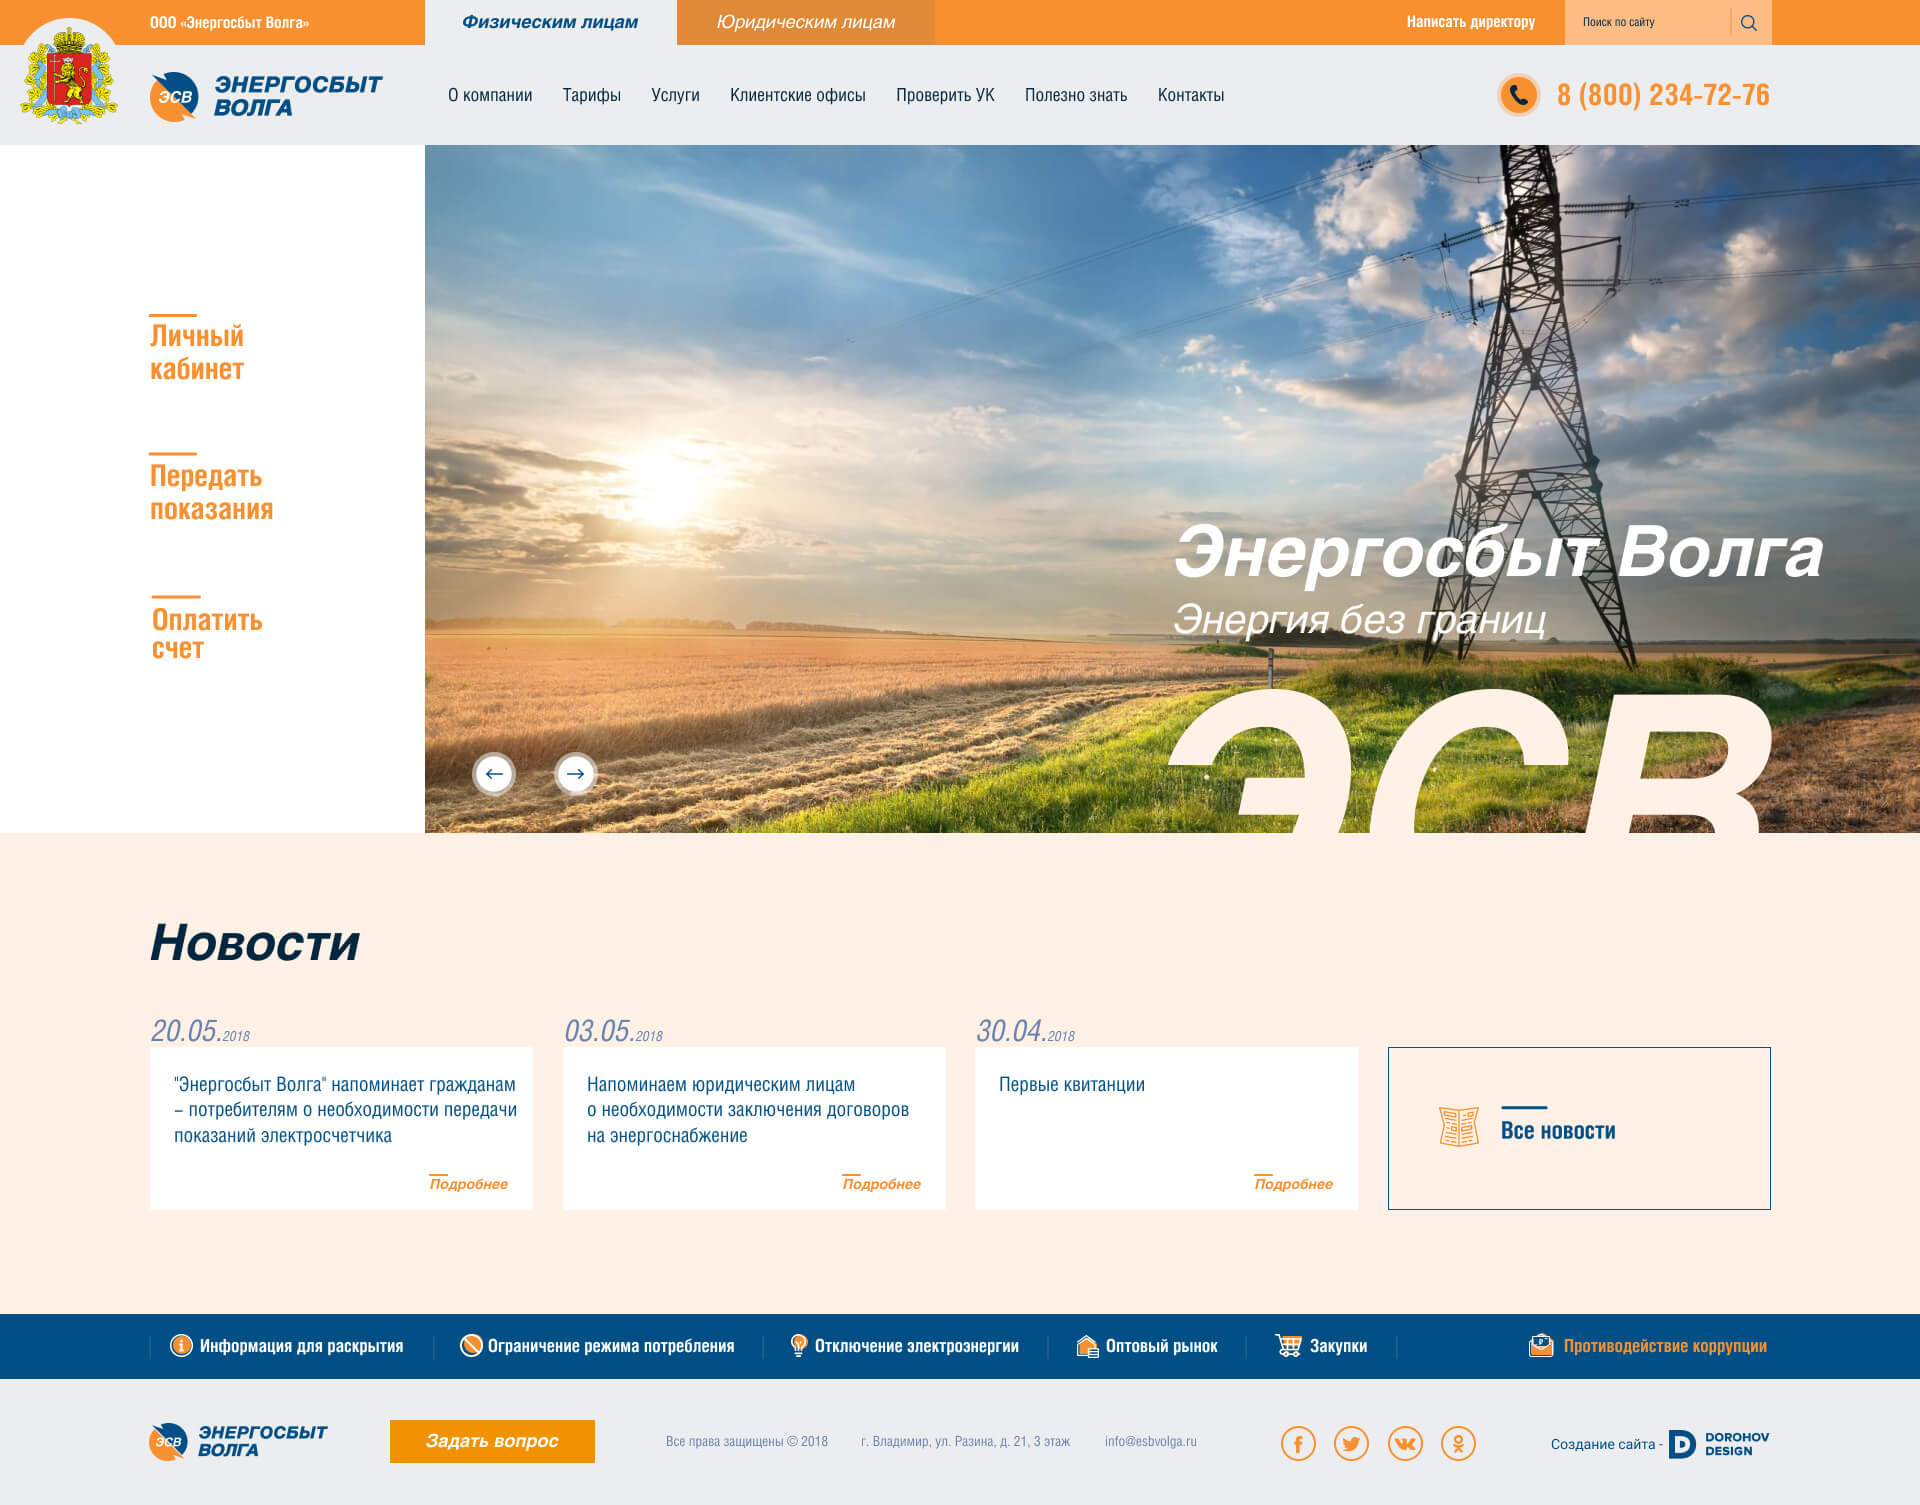 ООО «Энергосбыт Волга»
Физическим лицам
Юридическим лицам
Написать директору
Поиск по сайту
ЭСВ
ЭНЕРГОСБЫТ
ВОЛГА
О компании
Тарифы
Услуги
Клиентские офисы
Проверить УК
Полезно знать
Контакты
8 (800) 234-72-76
Личный
кабинет
Передать
показания
Оплатить
счет
Энергосбыт Волга
Энергия без границ
ЭСВ
Новости
20.05.2018
"Энергосбыт Волга" напоминает гражданам
– потребителям о необходимости передачи
показаний электросчетчика
Подробнее
03.05.2018
Напоминаем юридическим лицам
о необходимости заключения договоров
на энергоснабжение
Подробнее
30.04.2018
Первые квитанции
Подробнее
Все новости
Информация для раскрытия
Ограничение режима потребления
Отключение электроэнергии
Оптовый рынок
Закупки
Противодействие коррупции
ЭСВ
ЭНЕРГОСБЫТ
ВОЛГА
Задать вопрос
Все права защищены © 2018
г. Владимир, ул. Разина, д. 21, 3 этаж
info@esbvolga.ru
Создание сайта -
DOROHOV
DESIGN